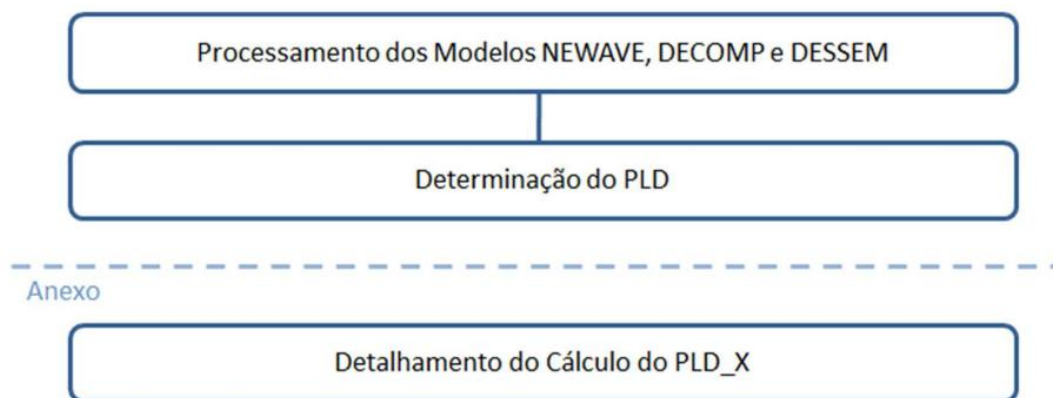 Processamento dos Modelos NEWAVE, DECOMP e DESSEM
Determinação do PLD
Anexo
Detalhamento do Cálculo do PLD_X